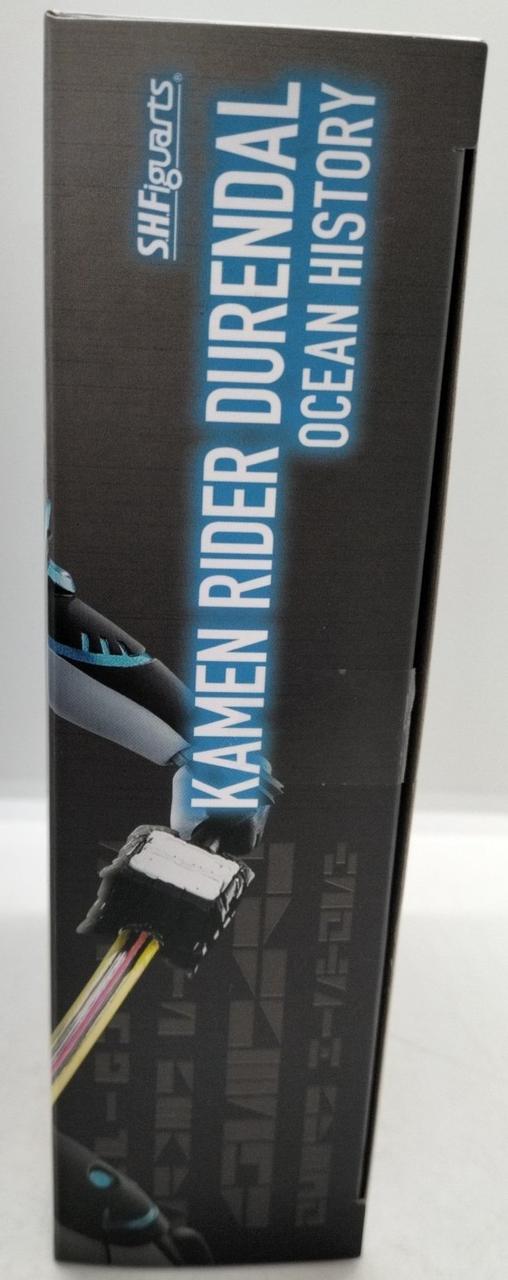 S.H.Figuarts®
KAMEN RIDER DURENDAL
OCEAN HISTORY